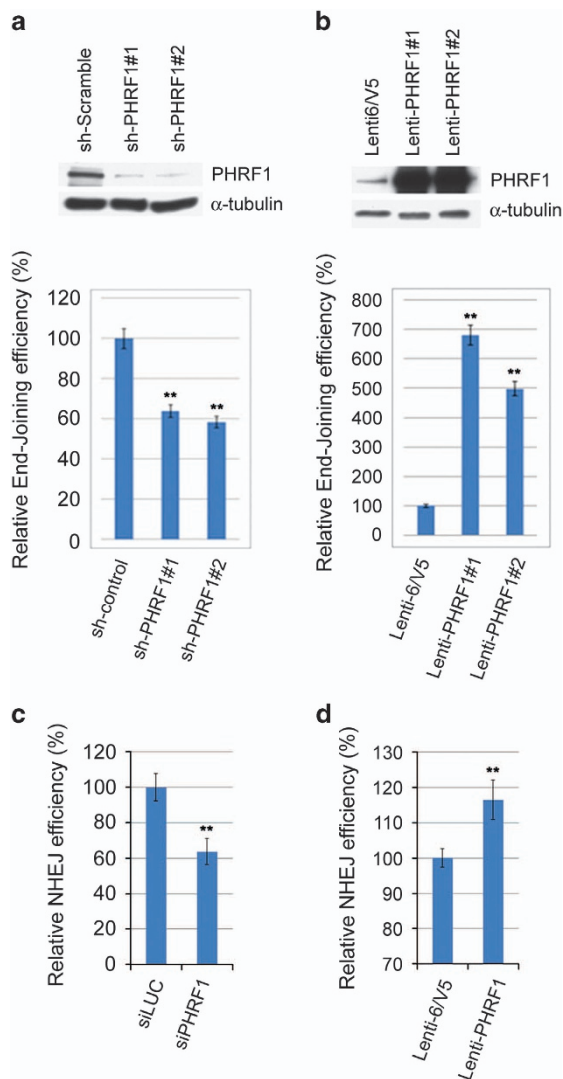 a
sh-Scramble
sh-PHRF1#1
sh-PHRF1#2
PHRF1
α-tubulin
Relative End-Joining efficiency (%)
120
100
80
60
40
20
0
**
**
sh-control
sh-PHRF1#1
sh-PHRF1#2
b
Lenti6/V5
Lenti-PHRF1#1
Lenti-PHRF1#2
PHRF1
α-tubulin
Relative End-Joining efficiency (%)
800
700
600
500
400
300
200
100
0
**
**
Lenti-6/V5
Lenti-PHRF1#1
Lenti-PHRF1#2
c
Relative NHEJ efficiency (%)
120
100
80
60
40
20
0
**
siLUC
siPHRF1
d
Relative NHEJ efficiency (%)
130
120
110
100
90
80
70
**
Lenti-6/V5
Lenti-PHRF1